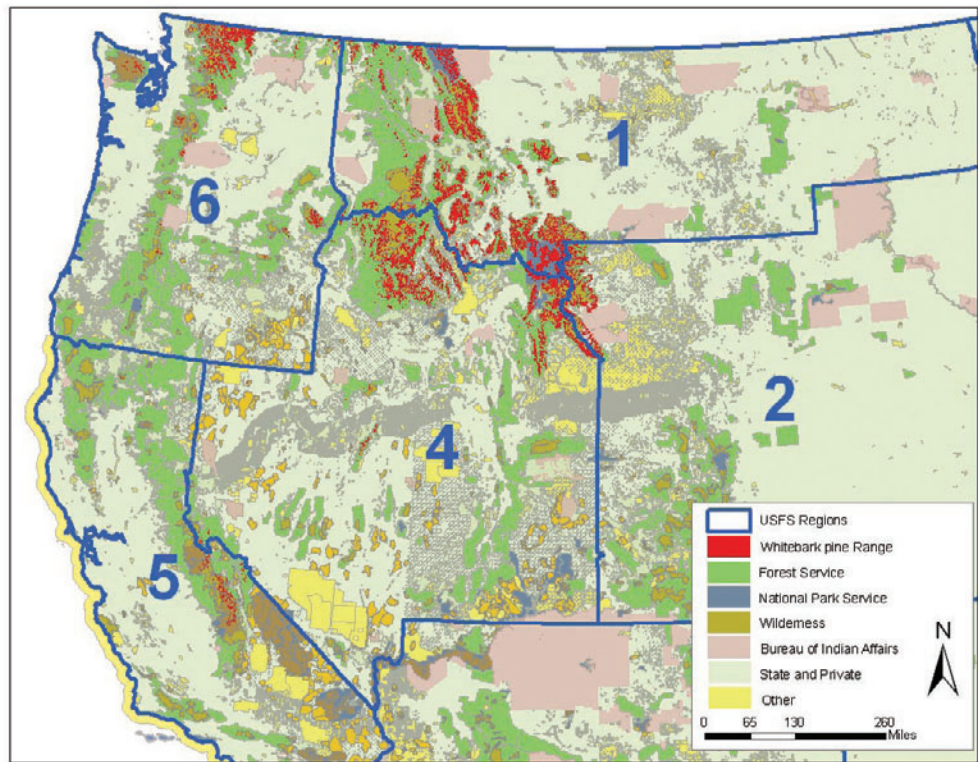 1
6
2
4
5
USFS Regions
Whitebark pine Range
Forest Service
National Park Service
Wilderness
Bureau of Indian Affairs
State and Private
Other
N
0 65 130 260
Miles